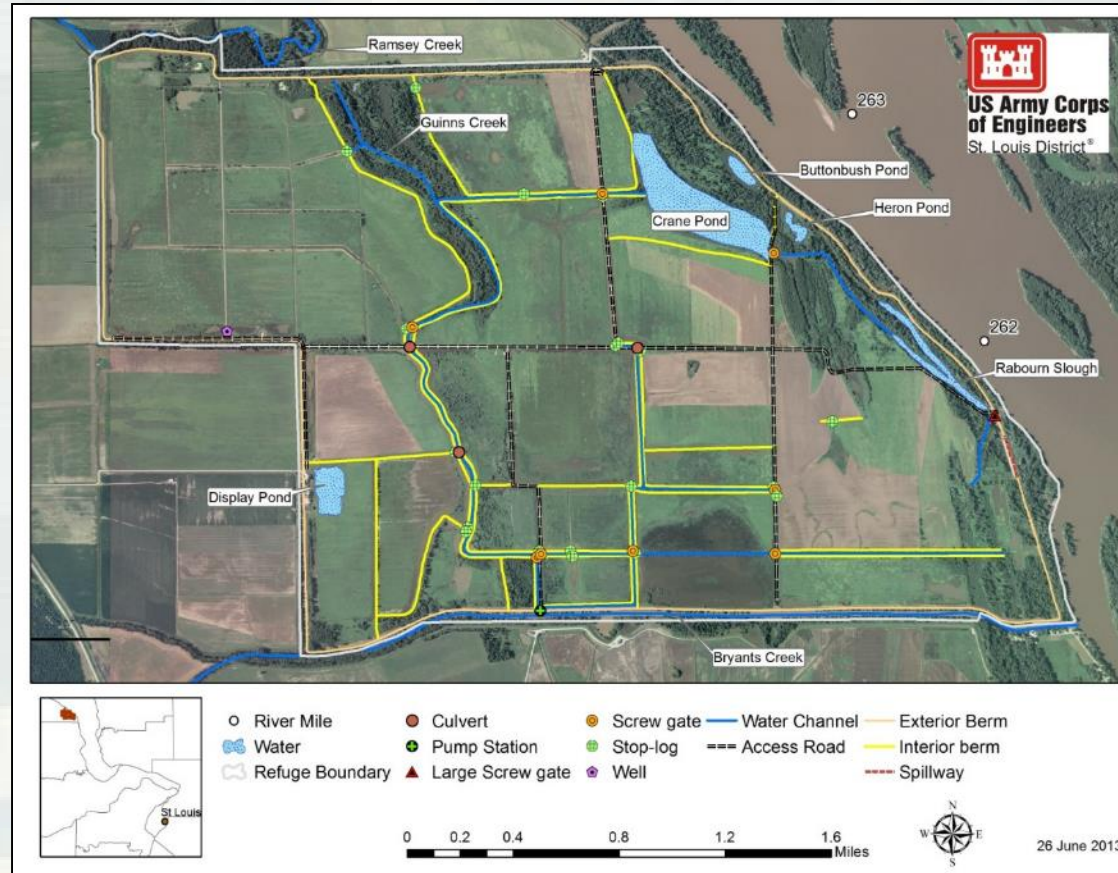 Ramsey Creek
US Army Corps
of Engineers
St. Louis District®
263
Guinns Creek
Buttonbush Pond
Heron Pond
Crane Pond
262
Rabourn Slough
Display Pond
Bryants Creek
River Mile
Water
Refuge Boundary
Culvert
Pump Station
Large Screw gate
Screw gate
Stop-log
Well
Water Channel
Access Road
Exterior Berm
Interior berm
Spillway
St Louis
0 0.2 0.4 0.8 1.2 1.6
Miles
N
W E
S
26 June 2013